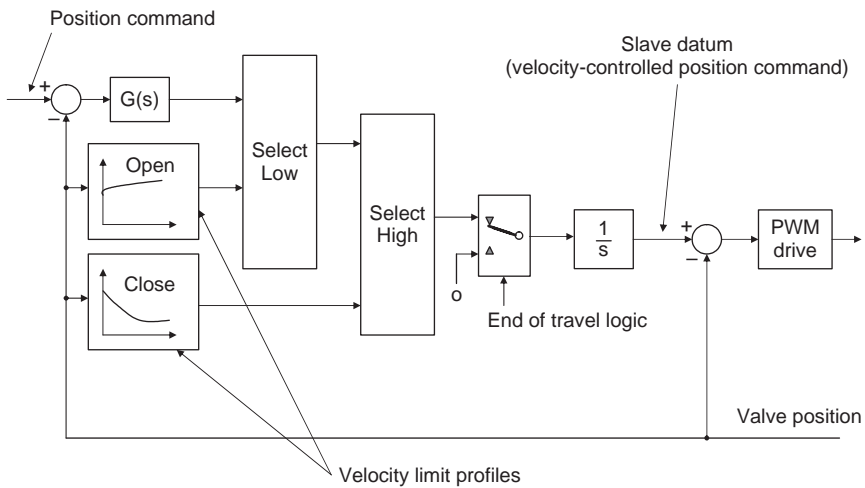 Position command
Slave datum
(velocity-controlled position command)
+
−
G(s)
Select
Low
Open
Select
High
Close
o
End of travel logic
1
s
+
−
PWM
drive
Valve position
Velocity limit profiles